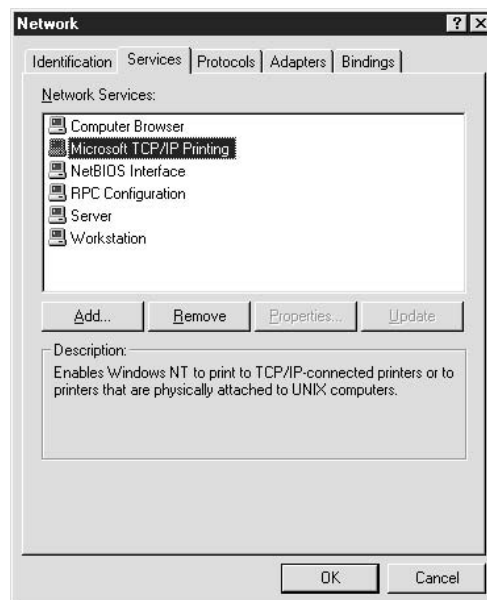 Network
Identification Services Protocols Adapters Bindings
Network Services:
Computer Browser
Microsoft TCP/IP Printing
NetBIOS Interface
RPC Configuration
Server
Workstation
Add... Remove Properties... Update
Description:
Enables Windows NT to print to TCP/IP-connected printers or to
printers that are physically attached to UNIX computers.
OK Cancel